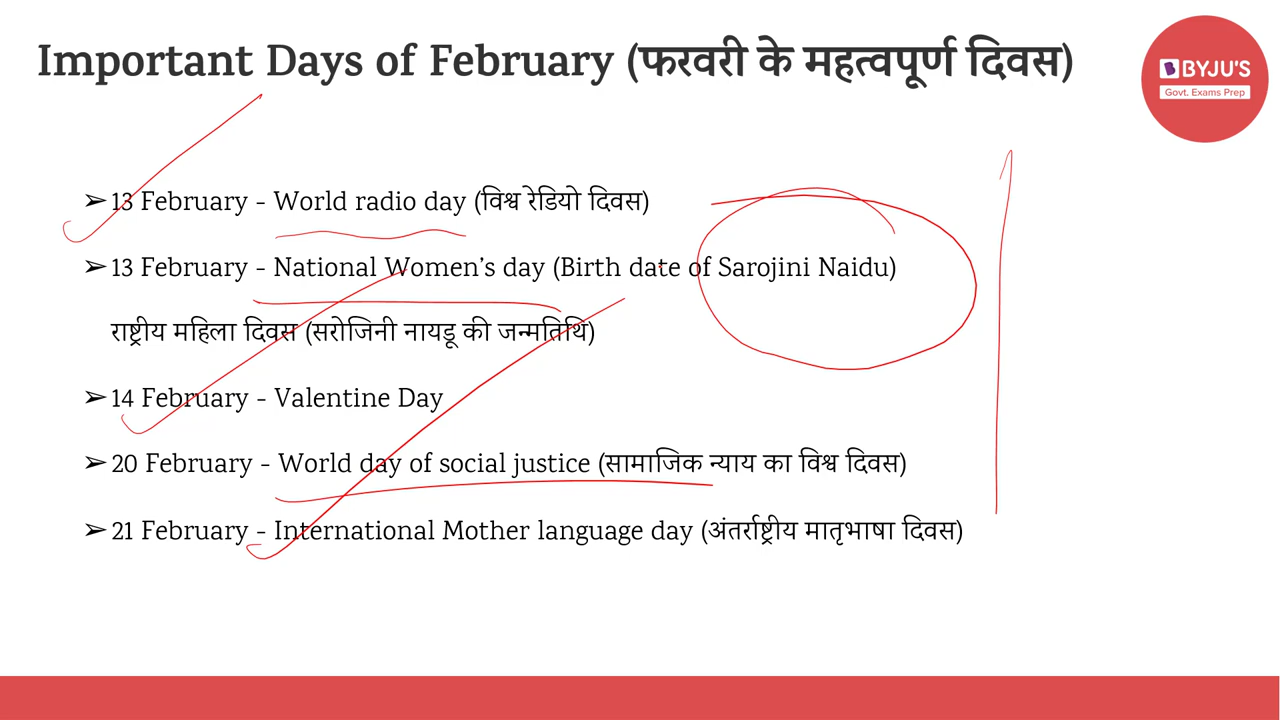 Important Days of February (फरवरी के महत्वपूर्ण दिवस)
BYJU'S
Govt. Exams Prep
➢ 13 February - World radio day (विश्व रेडियो दिवस)
➢ 13 February - National Women's day (Birth date of Sarojini Naidu)
राष्ट्रीय महिला दिवस (सरोजिनी नायडू की जन्मतिथि)
➢ 14 February - Valentine Day
➢ 20 February - World day of social justice (सामाजिक न्याय का विश्व दिवस)
➢ 21 February - International Mother language day (अंतर्राष्ट्रीय मातृभाषा दिवस)